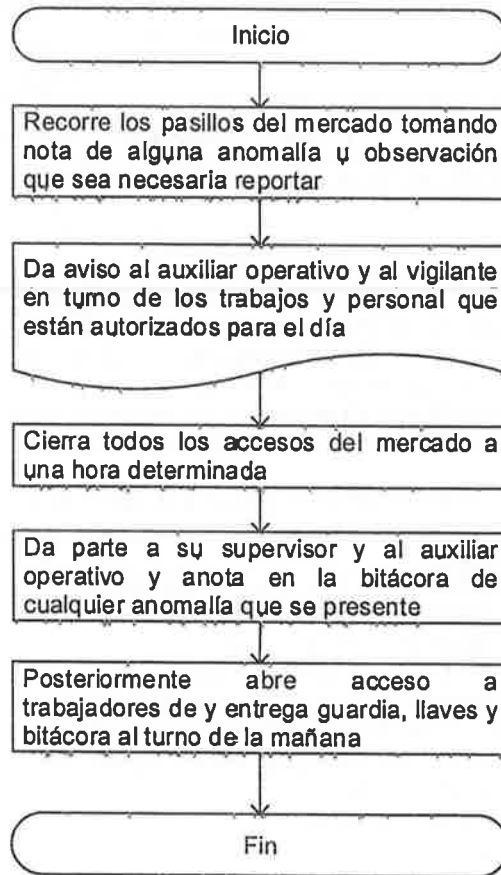 Inicio
Recorre los pasillos del mercado tomando
nota de alguna anomalía u observación
que sea necesaria reportar
Da aviso al auxiliar operativo y al vigilante
en turno de los trabajos y personal que
están autorizados para el día
Cierra todos los accesos del mercado a
una hora determinada
Da parte a su supervisor y al auxiliar
operativo y anota en la bitácora de
cualquier anomalía que se presente
Posteriormente abre acceso a
trabajadores de y entrega guardia, llaves y
bitácora al turno de la mañana
Fin